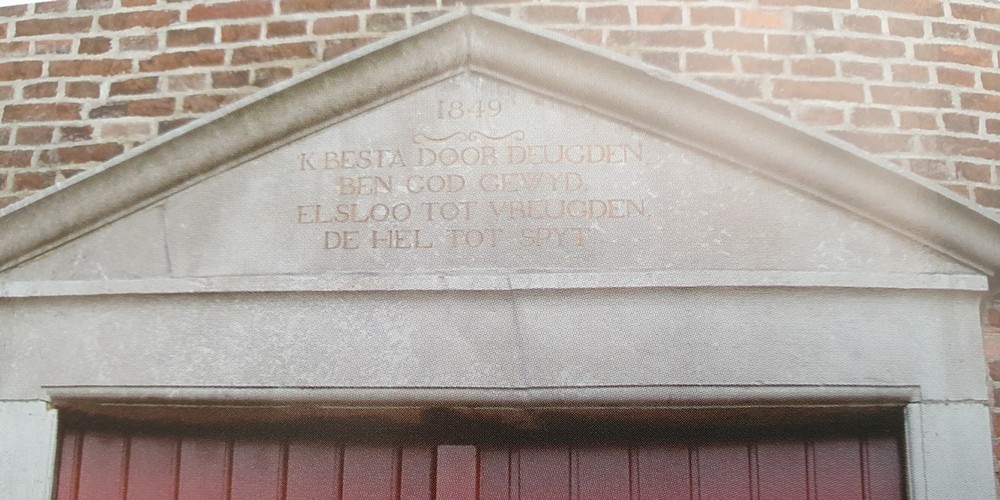 1849
K BESTA DOOR DEUGDEN,
BEN GOD GEWYD,
ELSLOO TOT VREUGDEN,
DE HEL TOT SPYT